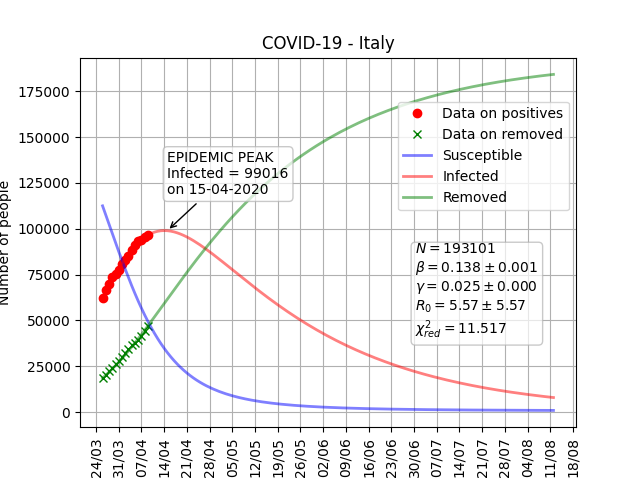 COVID-19 - Italy
Number of people
175000
150000
125000
100000
75000
50000
25000
0
EPIDEMIC PEAK
Infected = 99016
on 15-04-2020
Data on positives
Data on removed
Susceptible
Infected
Removed
N = 193101
β = 0.138 ± 0.001
γ = 0.025 ± 0.000
R₀ = 5.57 ± 5.57
χ²red = 11.517
24/03
31/03
07/04
14/04
21/04
28/04
05/05
12/05
19/05
26/05
02/06
09/06
16/06
23/06
30/06
07/07
14/07
21/07
28/07
04/08
11/08
18/08